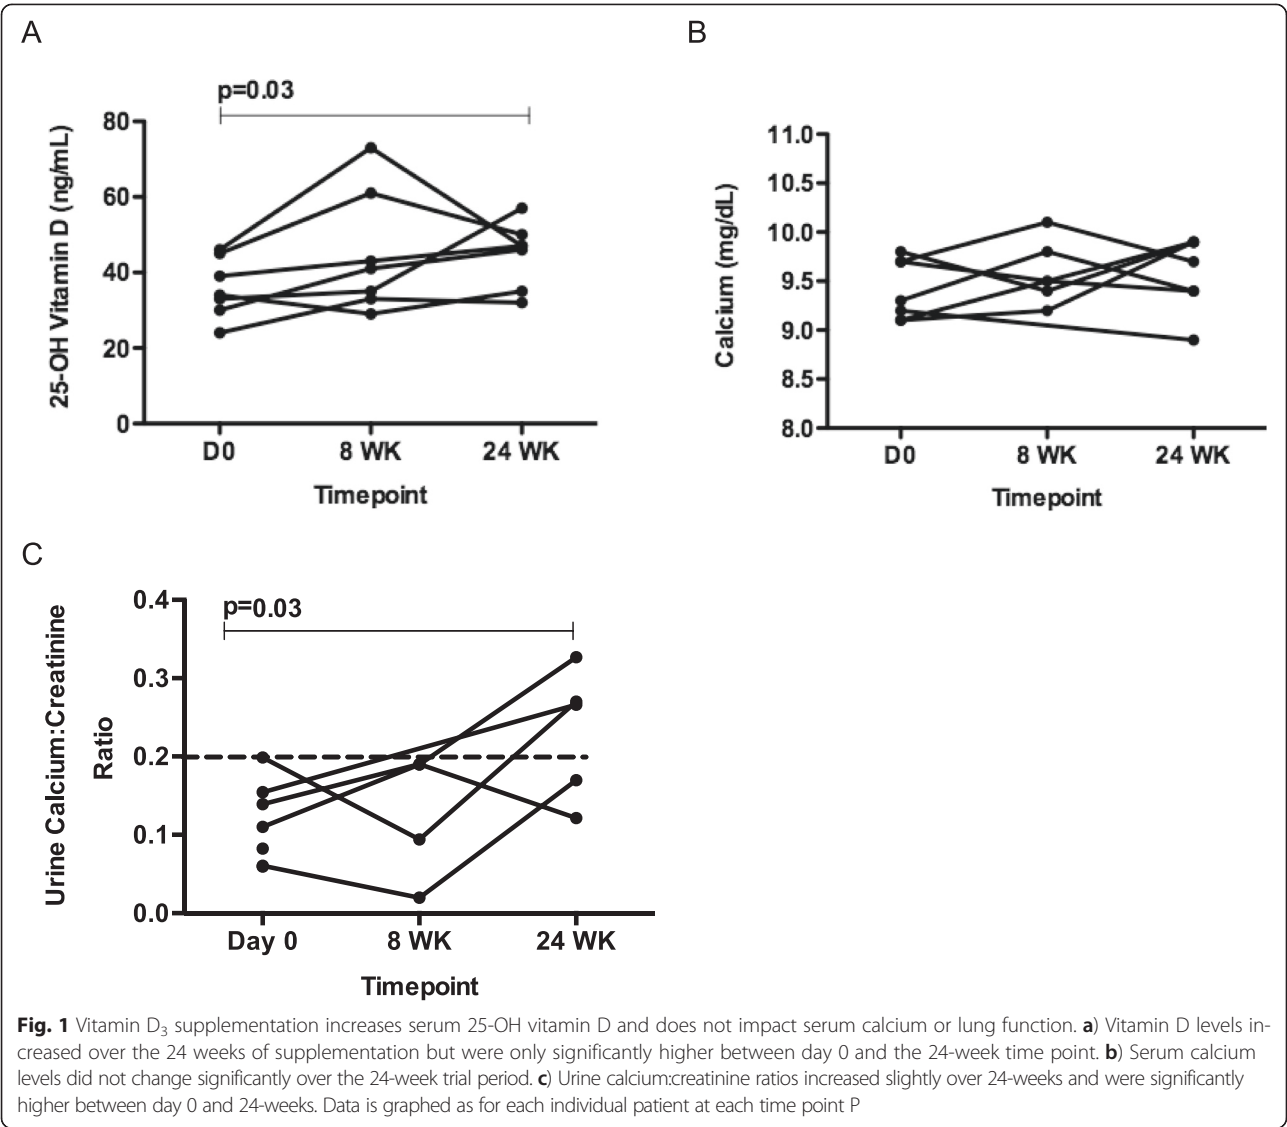 A
p=0.03
80
60
40
20
0
25-OH Vitamin D (ng/mL)
D0 8 WK 24 WK
Timepoint
B
11.0
10.5
10.0
9.5
9.0
8.5
8.0
Calcium (mg/dL)
D0 8 WK 24 WK
Timepoint
C
p=0.03
0.4
0.3
0.2
0.1
0.0
Urine Calcium:Creatinine
Ratio
Day 0 8 WK 24 WK
Timepoint
Fig. 1 Vitamin D₃ supplementation increases serum 25-OH vitamin D and does not impact serum calcium or lung function. a) Vitamin D levels in-
creased over the 24 weeks of supplementation but were only significantly higher between day 0 and the 24-week time point. b) Serum calcium
levels did not change significantly over the 24-week trial period. c) Urine calcium:creatinine ratios increased slightly over 24-weeks and were significantly
higher between day 0 and 24-weeks. Data is graphed as for each individual patient at each time point P